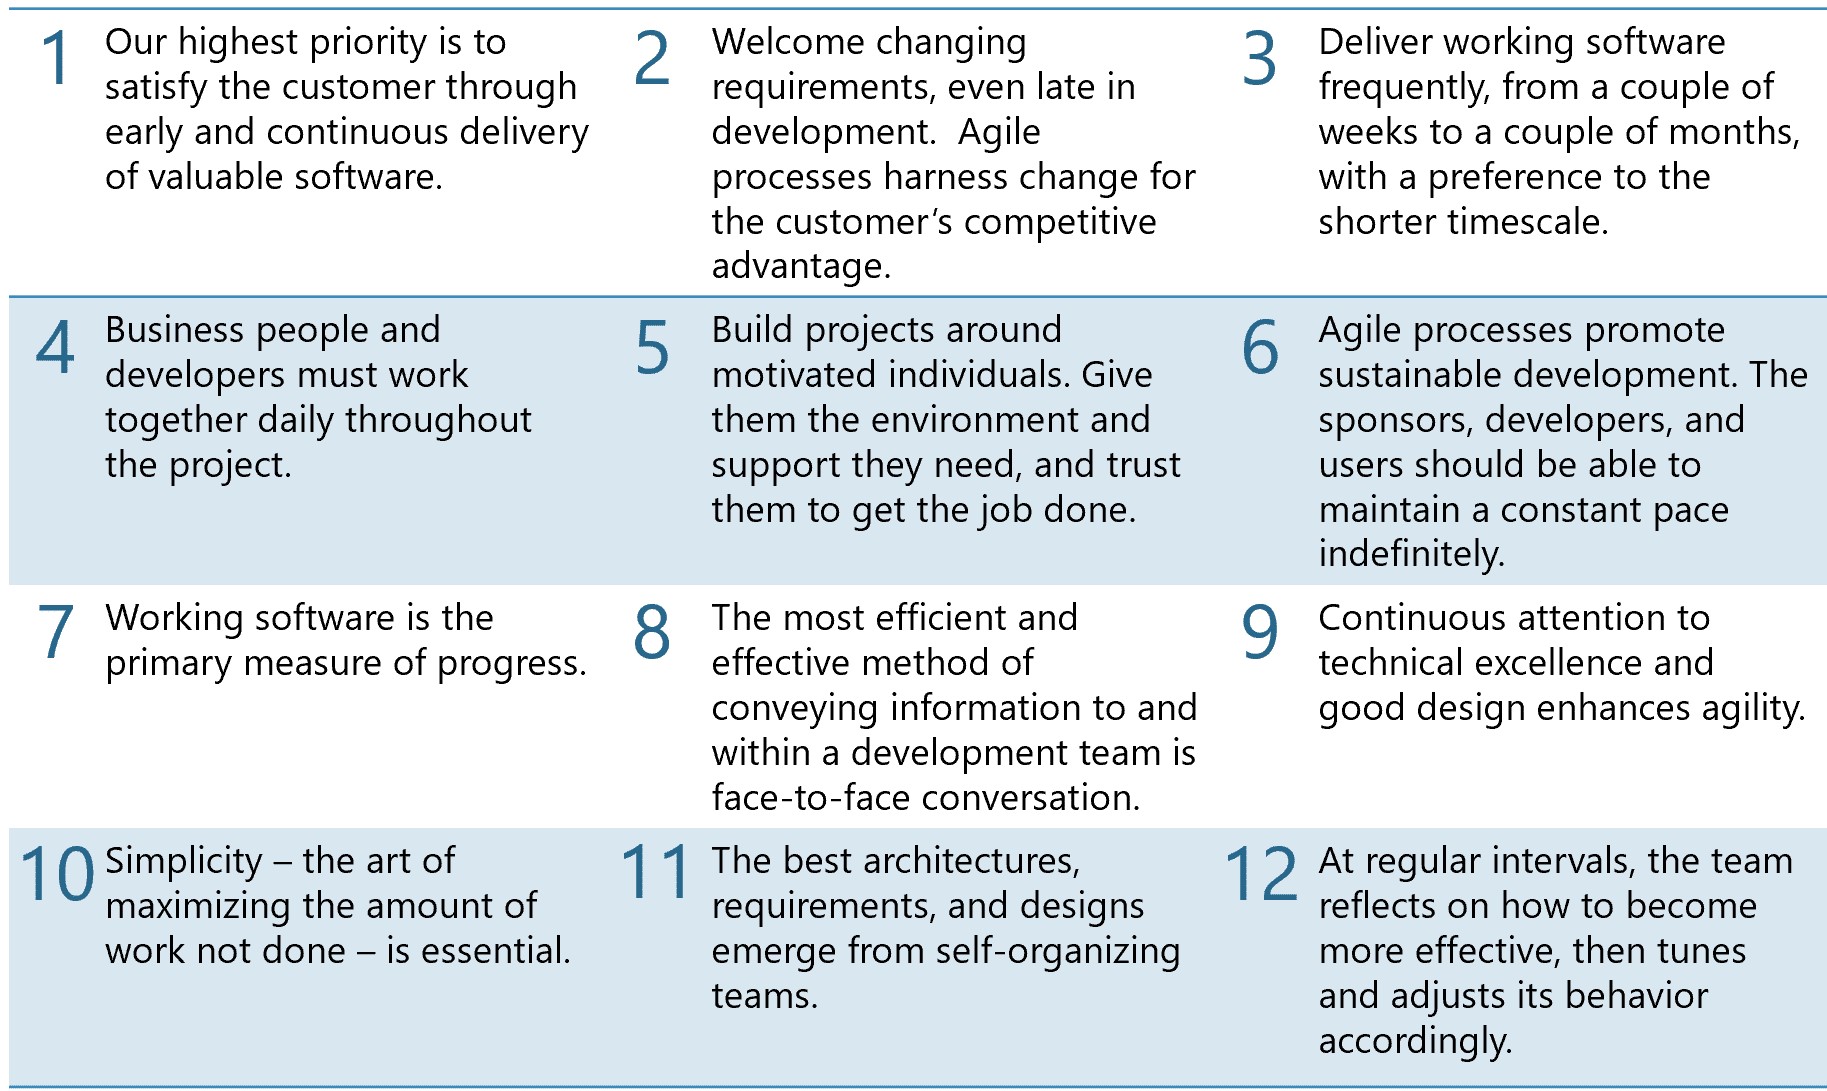 1
Our highest priority is to
satisfy the customer through
early and continuous delivery
of valuable software.
2
Welcome changing
requirements, even late in
development.  Agile
processes harness change for
the customer’s competitive
advantage.
3
Deliver working software
frequently, from a couple of
weeks to a couple of months,
with a preference to the
shorter timescale.
4
Business people and
developers must work
together daily throughout
the project.
5
Build projects around
motivated individuals. Give
them the environment and
support they need, and trust
them to get the job done.
6
Agile processes promote
sustainable development. The
sponsors, developers, and
users should be able to
maintain a constant pace
indefinitely.
7
Working software is the
primary measure of progress.
8
The most efficient and
effective method of
conveying information to and
within a development team is
face-to-face conversation.
9
Continuous attention to
technical excellence and
good design enhances agility.
10
Simplicity – the art of
maximizing the amount of
work not done – is essential.
11
The best architectures,
requirements, and designs
emerge from self-organizing
teams.
12
At regular intervals, the team
reflects on how to become
more effective, then tunes
and adjusts its behavior
accordingly.